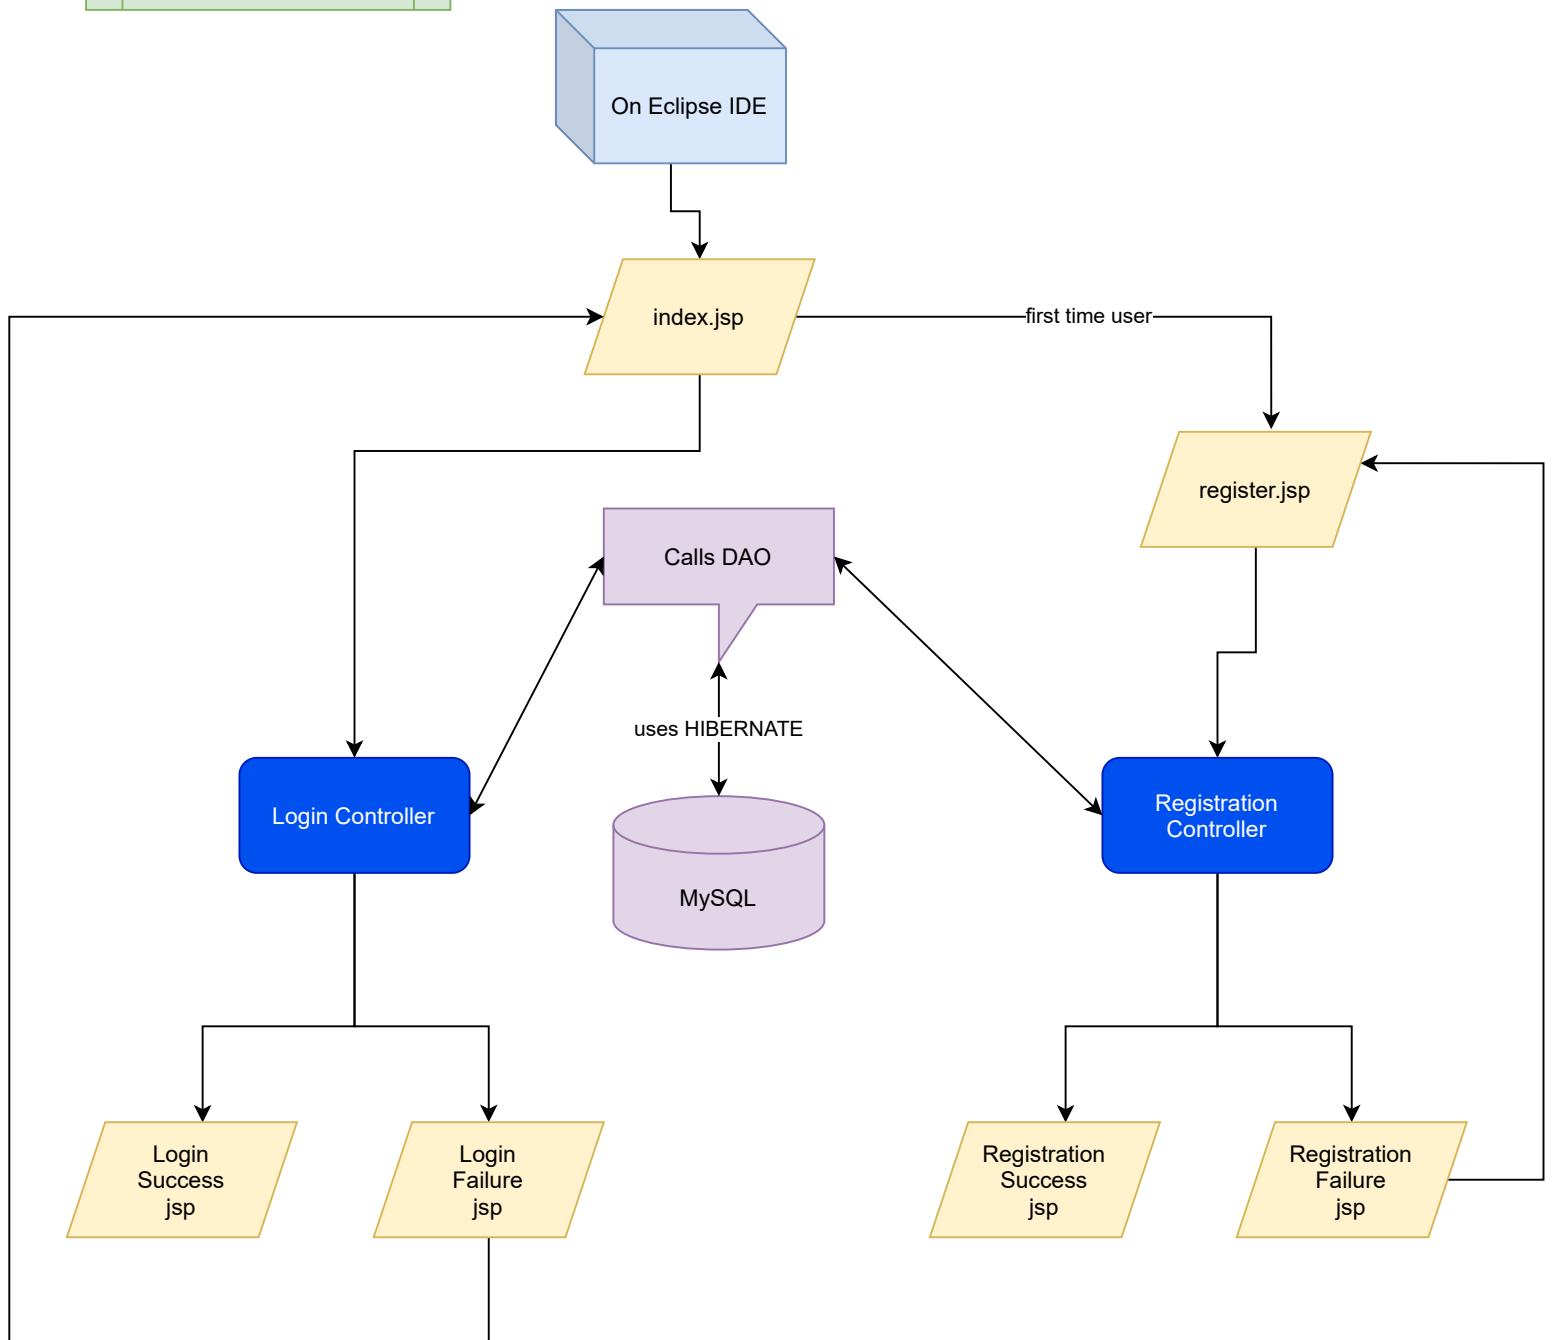 On Eclipse IDE
index.jsp
first time user
register.jsp
Calls DAO
uses HIBERNATE
Login Controller
Registration
Controller
MySQL
Login
Success
jsp
Login
Failure
jsp
Registration
Success
jsp
Registration
Failure
jsp